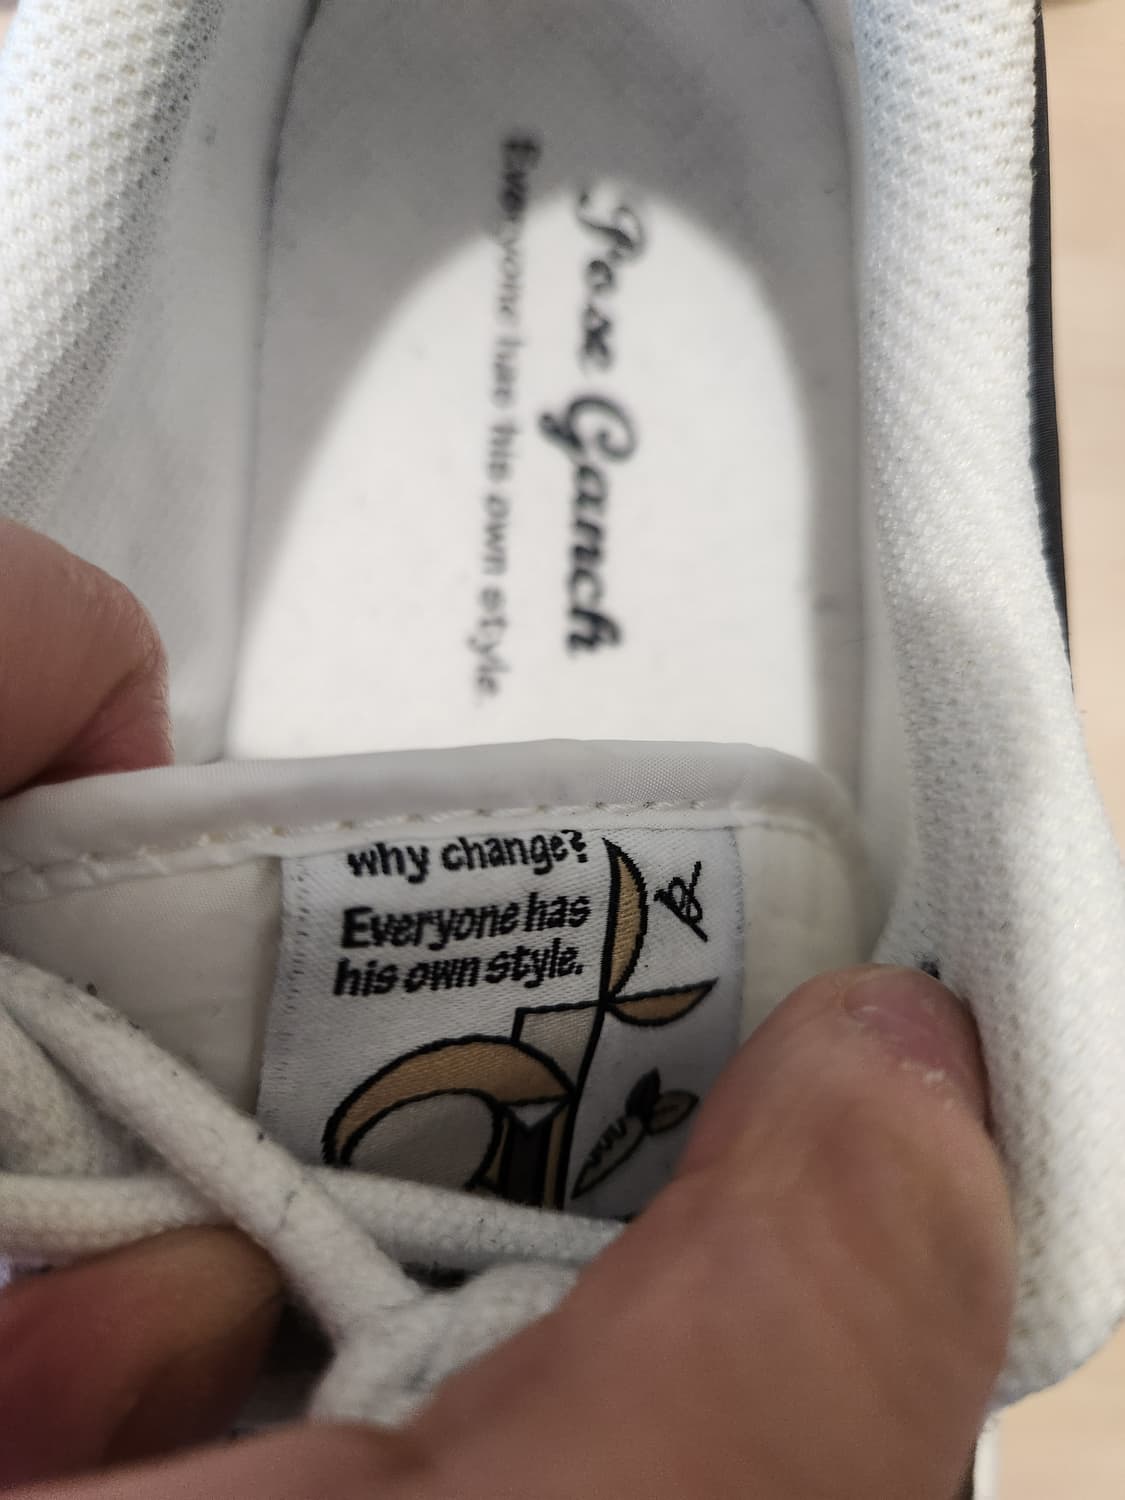 Pose Ganch
Everyone has his own style.
why change?
Everyone has
his own style.